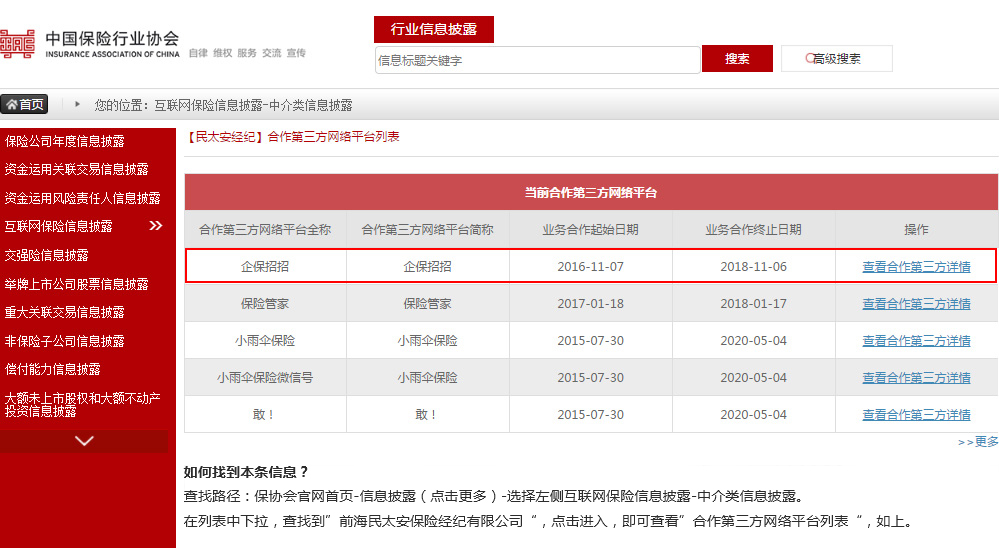 中国保险行业协会
INSURANCE ASSOCIATION OF CHINA
自律 维权 服务 交流 宣传
行业信息披露
信息标题关键字
搜索
高级搜索
首页
您的位置：互联网保险信息披露-中介类信息披露
保险公司年度信息披露
资金运用关联交易信息披露
资金运用风险责任人信息披露
互联网保险信息披露
交强险信息披露
举牌上市公司股票信息披露
重大关联交易信息披露
非保险子公司信息披露
偿付能力信息披露
大额未上市股权和大额不动产
投资信息披露
【民太安经纪】合作第三方网络平台列表
当前合作第三方网络平台
合作第三方网络平台全称 合作第三方网络平台简称 业务合作起始日期 业务合作终止日期 操作
企保招招 企保招招 2016-11-07 2018-11-06 查看合作第三方详情
保险管家 保险管家 2017-01-18 2018-01-17 查看合作第三方详情
小雨伞保险 小雨伞保险 2015-07-30 2020-05-04 查看合作第三方详情
小雨伞保险微信号 小雨伞保险 2015-07-30 2020-05-04 查看合作第三方详情
敢！ 敢！ 2015-07-30 2020-05-04 查看合作第三方详情
>>更多
如何找到本条信息？
查找路径：保协会官网首页-信息披露（点击更多）-选择左侧互联网保险信息披露-中介类信息披露。
在列表中下拉，查找到”前海民太安保险经纪有限公司“，点击进入，即可查看”合作第三方网络平台列表“，如上。